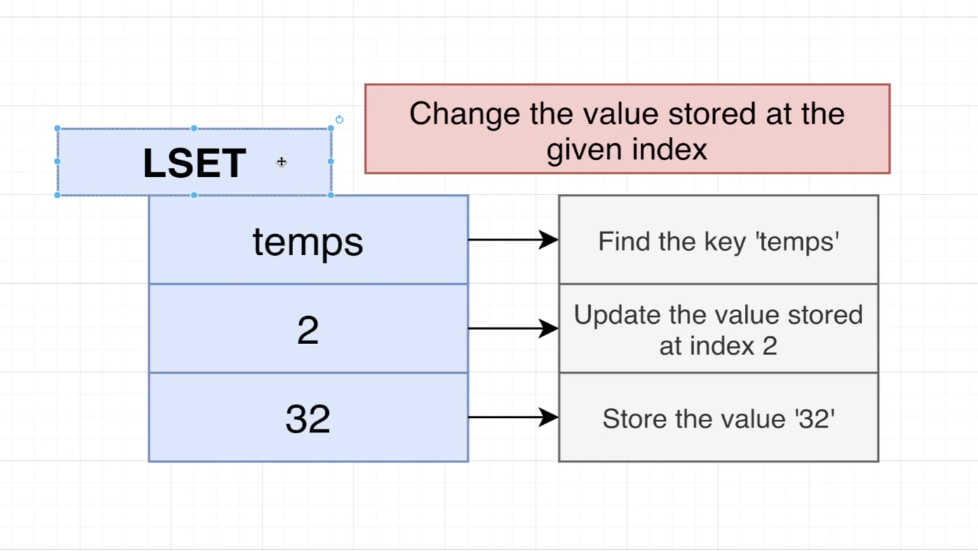 Change the value stored at the
given index
LSET
temps
Find the key 'temps'
2
Update the value stored
at index 2
32
Store the value '32'